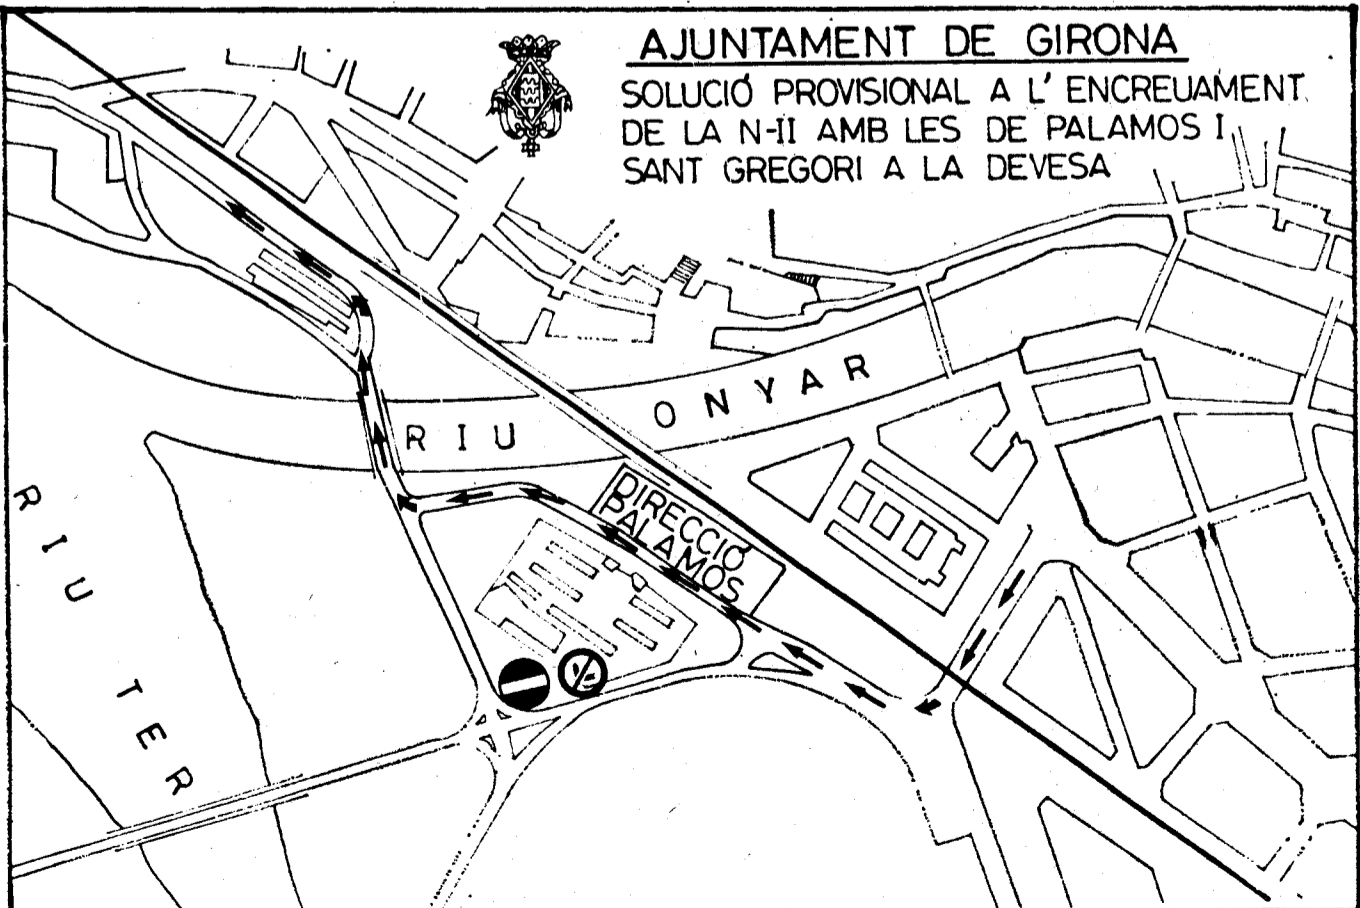 AJUNTAMENT DE GIRONA
SOLUCIÓ PROVISIONAL A L' ENCREUAMENT
DE LA N-II AMB LES DE PALAMOS I
SANT GREGORI A LA DEVESA
RIU ONYAR
DIRECCIÓ
PALAMOS
RIU TER